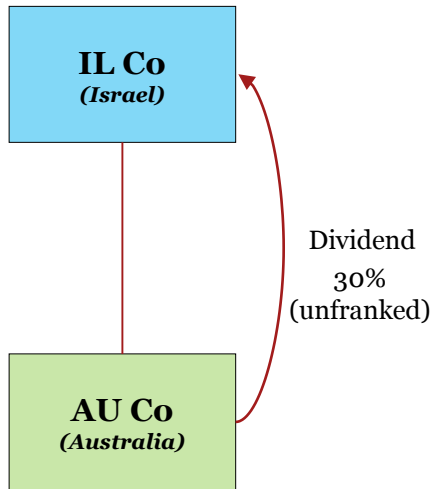 IL Co
(Israel)
Dividend
30%
(unfranked)
AU Co
(Australia)